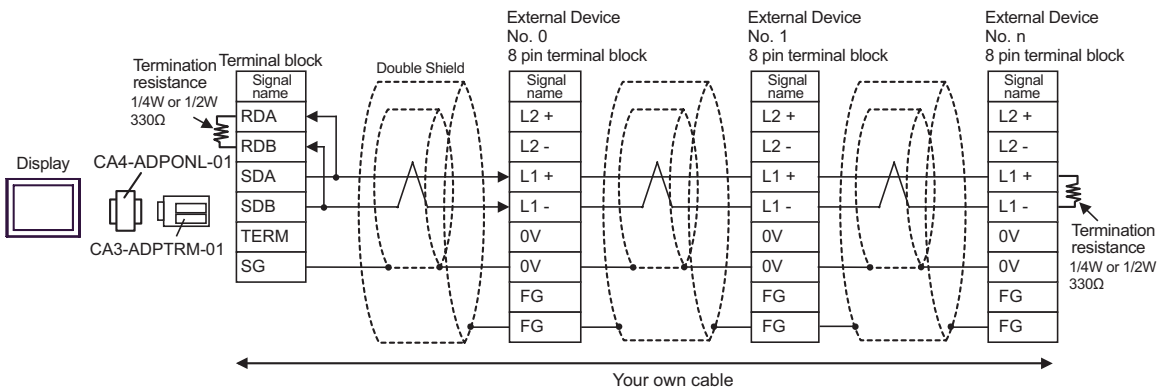 External Device
No. 0
8 pin terminal block
External Device
No. 1
8 pin terminal block
External Device
No. n
8 pin terminal block
Termination
resistance
1/4W or 1/2W
330Ω
Terminal block
Double Shield
Signal
name
RDA
RDB
SDA
SDB
TERM
SG
Signal
name
L2 +
L2 -
L1 +
L1 -
0V
0V
FG
FG
Signal
name
L2 +
L2 -
L1 +
L1 -
0V
0V
FG
FG
Signal
name
L2 +
L2 -
L1 +
L1 -
0V
0V
FG
FG
Display
CA4-ADPONL-01
CA3-ADPTRM-01
Termination
resistance
1/4W or 1/2W
330Ω
Your own cable